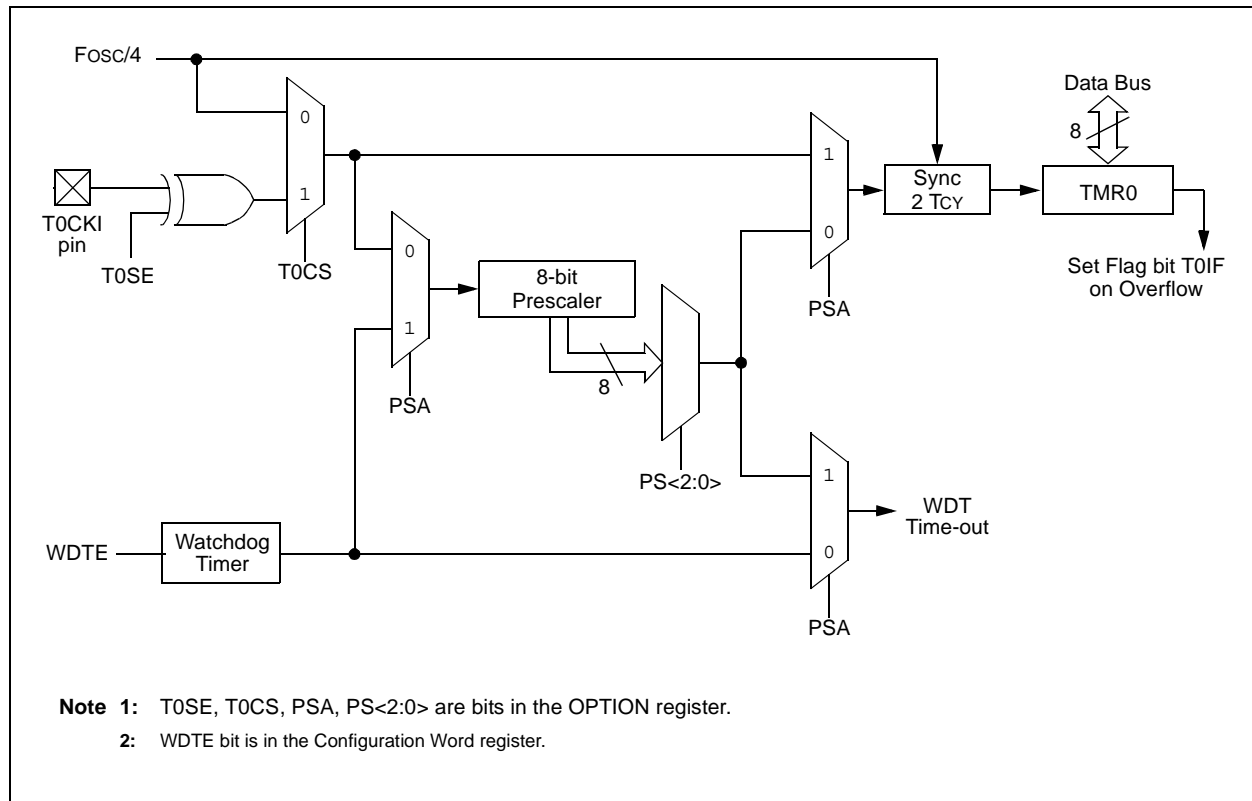 FOSC/4
Data Bus
0
8
1
T0CKI
pin
T0SE
T0CS
1
0
PSA
Sync
2 TCY
TMR0
Set Flag bit T0IF
on Overflow
0
1
PSA
8-bit
Prescaler
8
PS<2:0>
WDTE
Watchdog
Timer
1
0
PSA
WDT
Time-out
Note 1: T0SE, T0CS, PSA, PS<2:0> are bits in the OPTION register.
2: WDTE bit is in the Configuration Word register.